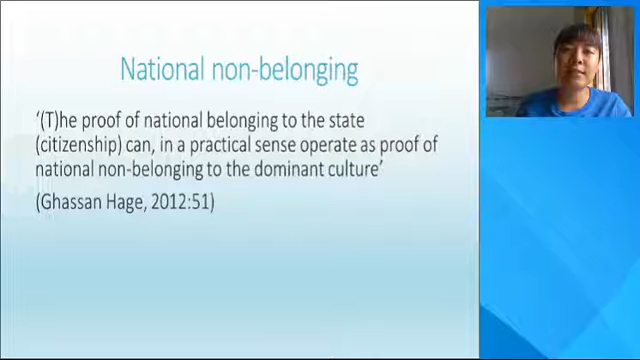 National non-belonging
‘(T)he proof of national belonging to the state
(citizenship) can, in a practical sense operate as proof of
national non-belonging to the dominant culture’
(Ghassan Hage, 2012:51)